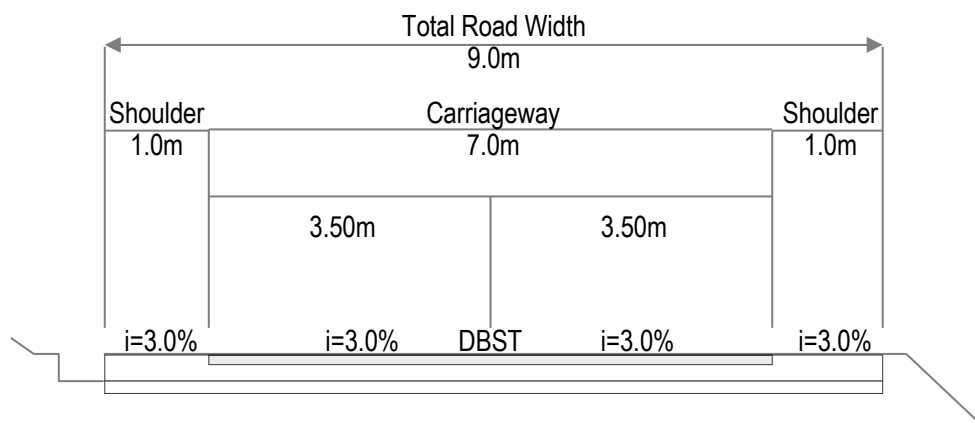 Total Road Width
9.0m
Shoulder Carriageway Shoulder
1.0m 7.0m 1.0m
3.50m 3.50m
i=3.0% i=3.0% DBST i=3.0% i=3.0%